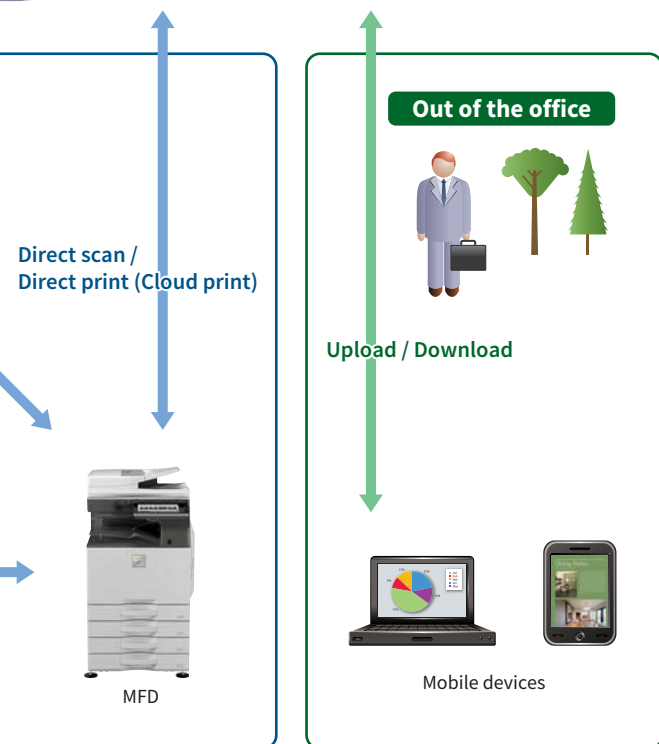 Out of the office
Direct scan /
Direct print (Cloud print)
Upload / Download
MFD
Mobile devices